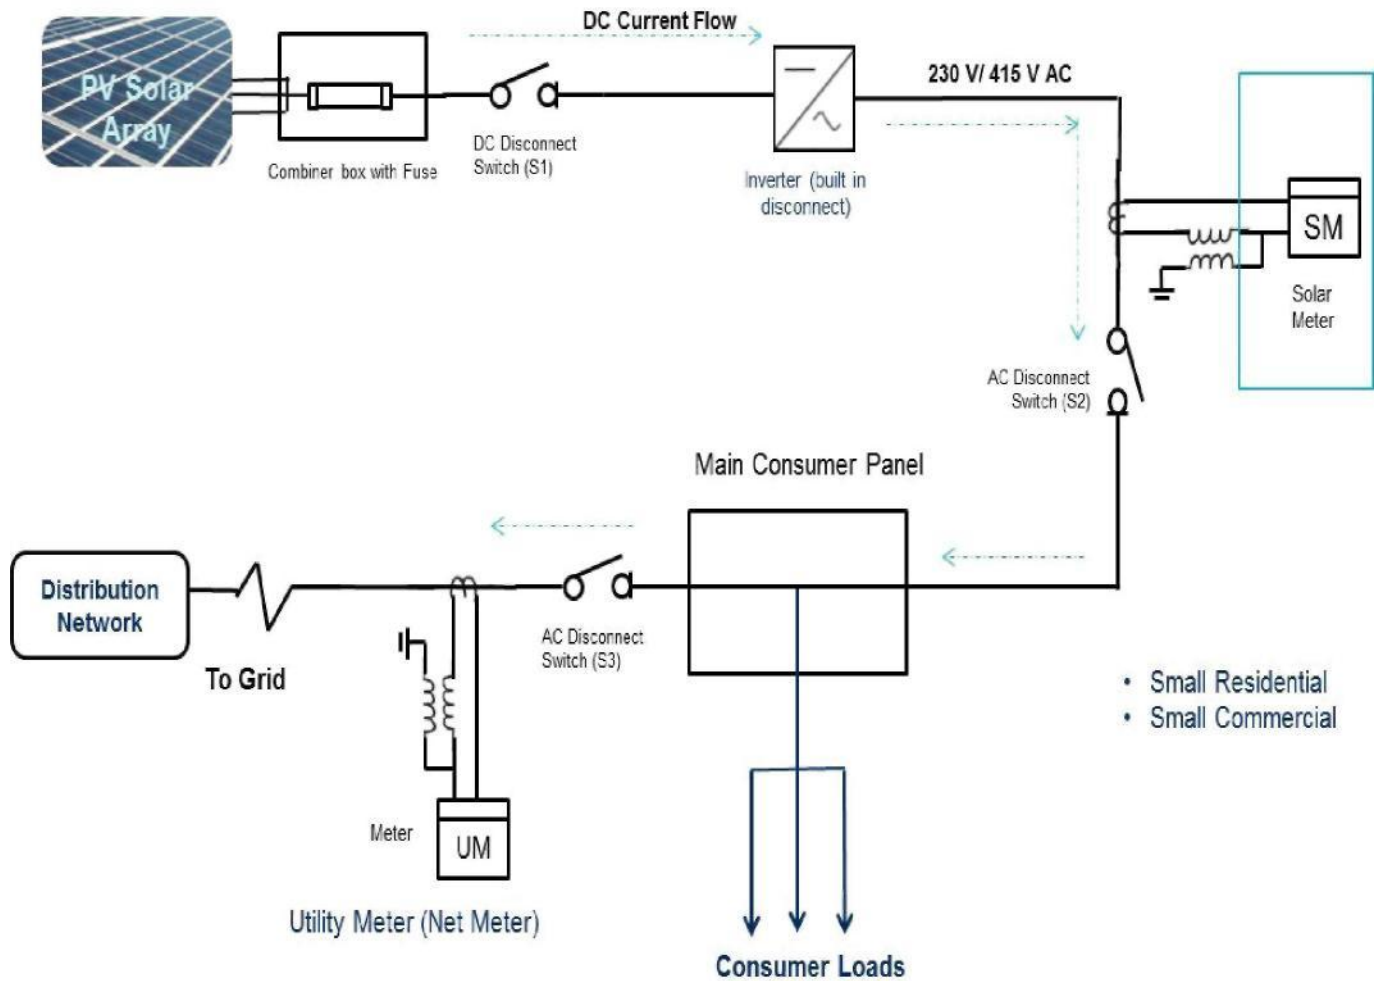 DC Current Flow
PV Solar
Array
Combiner box with Fuse
DC Disconnect
Switch (S1)
Inverter (built in
disconnect)
230 V/ 415 V AC
SM
Solar
Meter
AC Disconnect
Switch (S2)
Main Consumer Panel
Distribution
Network
To Grid
AC Disconnect
Switch (S3)
• Small Residential
• Small Commercial
Meter
UM
Utility Meter (Net Meter)
Consumer Loads